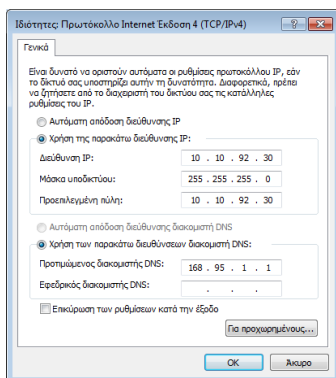 Ιδιότητες: Πρωτόκολλο Internet Έκδοση 4 (TCP/IPv4)
Γενικά
Είναι δυνατό να οριστούν αυτόματα οι ρυθμίσεις πρωτοκόλλου IP, εάν
το δίκτυό σας υποστηρίζει αυτήν τη δυνατότητα. Διαφορετικά, πρέπει
να ζητήσετε από το διαχειριστή του δικτύου σας τις κατάλληλες
ρυθμίσεις του IP.
Αυτόματη απόδοση διεύθυνσης IP
Χρήση της παρακάτω διεύθυνσης IP:
Διεύθυνση IP: 10 . 10 . 92 . 30
Μάσκα υποδικτύου: 255 . 255 . 255 . 0
Προεπιλεγμένη πύλη: 10 . 10 . 92 . 30
Αυτόματη απόδοση διεύθυνσης διακομιστή DNS
Χρήση των παρακάτω διευθύνσεων διακομιστή DNS:
Προτιμώμενος διακομιστής DNS: 168 . 95 . 1 . 1
Εφεδρικός διακομιστής DNS: . . .
Επικύρωση των ρυθμίσεων κατά την έξοδο
Για προχωρημένους...
OK Άκυρο